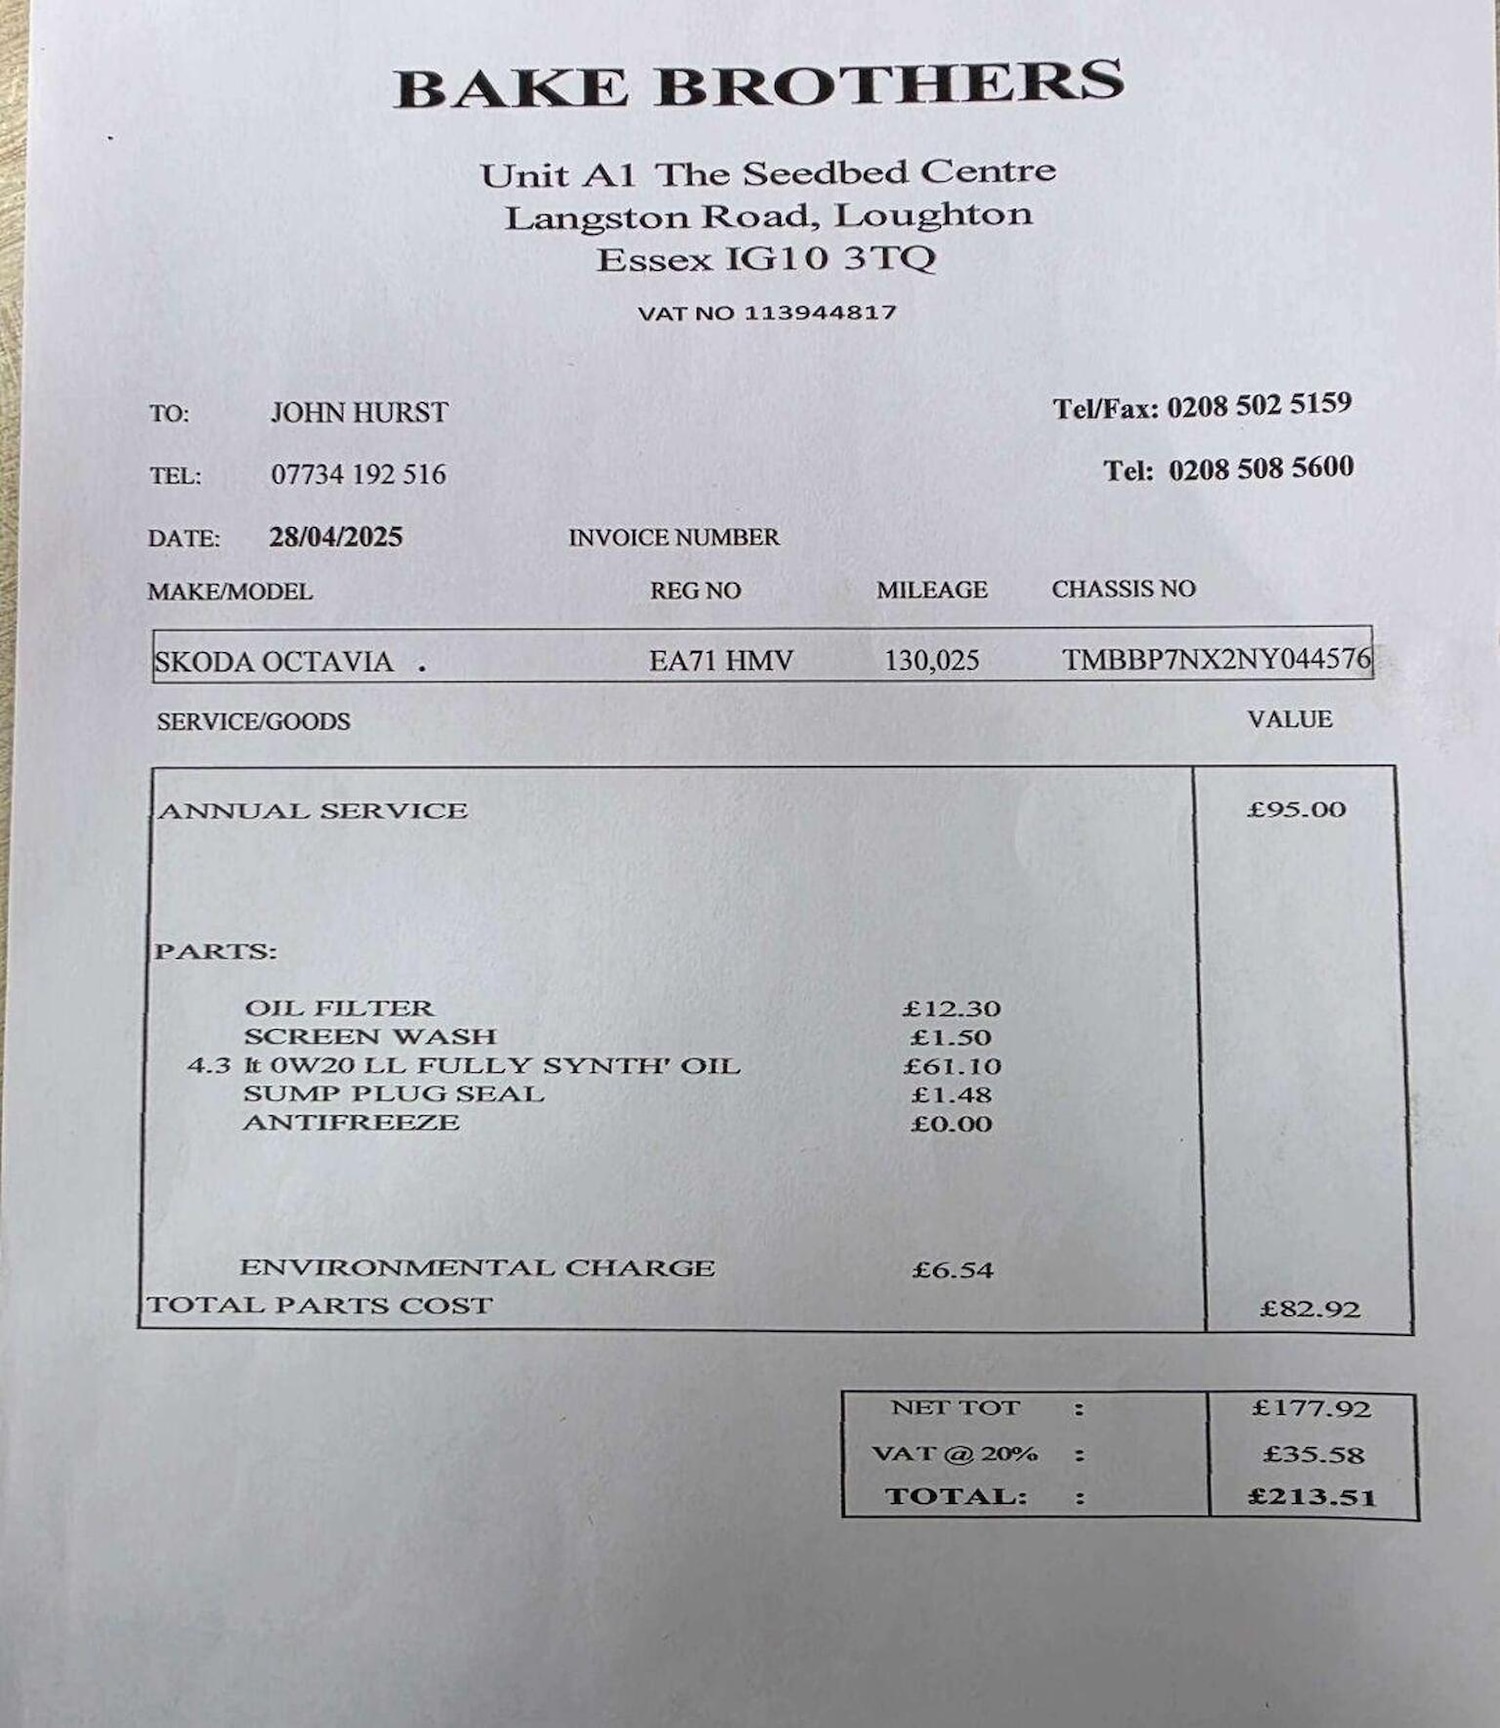 BAKE BROTHERS
Unit A1 The Seedbed Centre
Langston Road, Loughton
Essex IG10 3TQ
VAT NO 113944817
TO: JOHN HURST Tel/Fax: 0208 502 5159
TEL: 07734 192 516 Tel: 0208 508 5600
DATE: 28/04/2025 INVOICE NUMBER
MAKE/MODEL REG NO MILEAGE CHASSIS NO
SKODA OCTAVIA . EA71 HMV 130,025 TMBBP7NX2NY044576
SERVICE/GOODS VALUE
ANNUAL SERVICE £95.00
PARTS:
OIL FILTER £12.30
SCREEN WASH £1.50
4.3 lt 0W20 LL FULLY SYNTH' OIL £61.10
SUMP PLUG SEAL £1.48
ANTIFREEZE £0.00
ENVIRONMENTAL CHARGE £6.54
TOTAL PARTS COST £82.92
NET TOT : £177.92
VAT @ 20% : £35.58
TOTAL: : £213.51